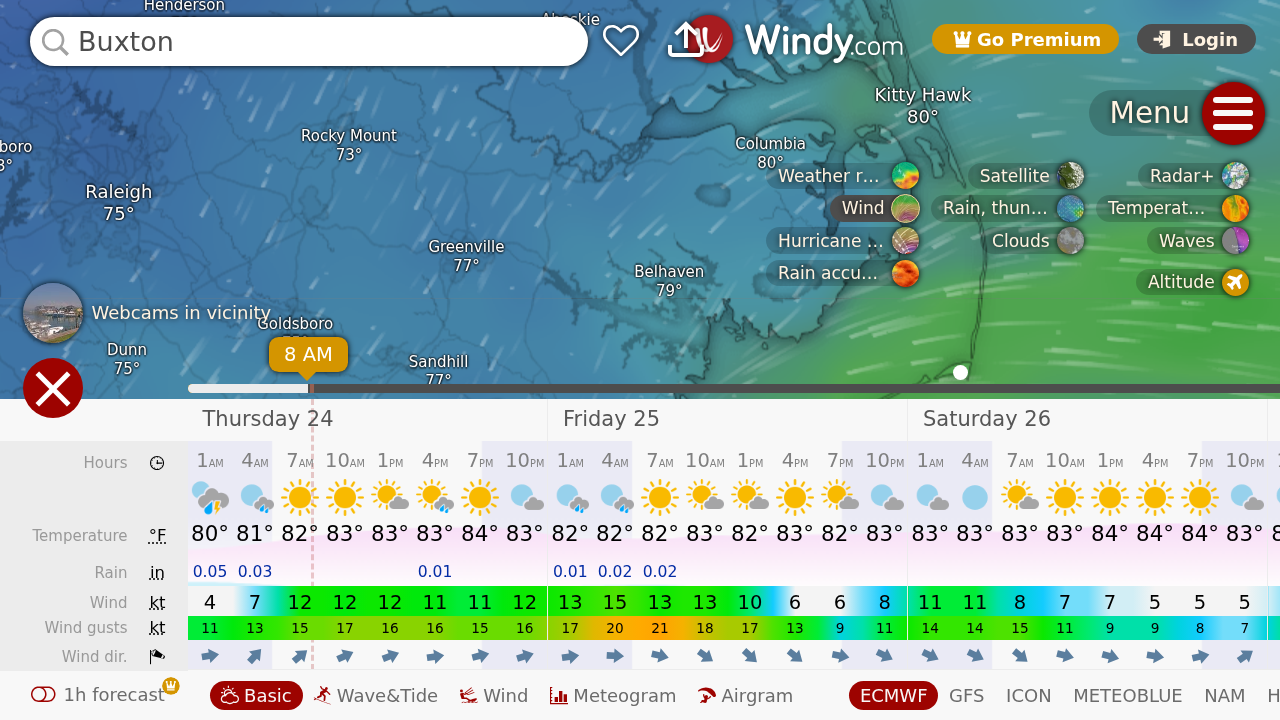 Henderson
Ahoskie
Buxton
Windy.com
Go Premium
Login
Kitty Hawk
80°
Menu
Rocky Mount
73°
Columbia
80°
Raleigh
75°
Weather r...
Satellite
Radar+
Wind
Rain, thun...
Temperat...
Hurricane ...
Clouds
Waves
Rain accu...
Altitude
Greenville
77°
Belhaven
79°
Webcams in vicinity
Goldsboro
Dunn
75°
8 AM
Sandhill
77°
Thursday 24
Friday 25
Saturday 26
Hours 1AM 4AM 7AM 10AM 1PM 4PM 7PM 10PM 1AM 4AM 7AM 10AM 1PM 4PM 7PM 10PM 1AM 4AM 7AM 10AM 1PM 4PM 7PM 10PM
Temperature °F 80° 81° 82° 83° 83° 83° 84° 83° 82° 82° 82° 83° 82° 83° 82° 83° 83° 83° 83° 83° 84° 84° 84° 83°
Rain in 0.05 0.03 0.01 0.01 0.02 0.02
Wind kt 4 7 12 12 12 11 11 12 13 15 13 13 10 6 6 8 11 11 8 7 7 5 5 5
Wind gusts kt 11 13 15 17 16 16 15 16 17 20 21 18 17 13 9 11 14 14 15 11 9 9 8 7
Wind dir.
1h forecast
Basic
Wave&Tide
Wind
Meteogram
Airgram
ECMWF
GFS
ICON
METEOBLUE
NAM